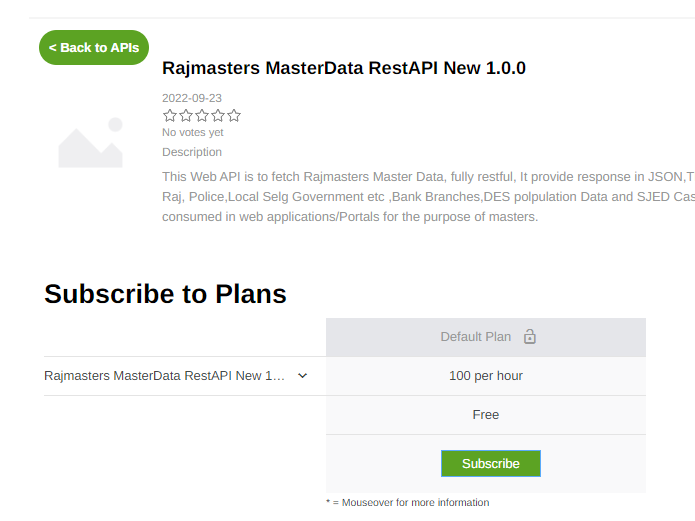 < Back to APIs
Rajmasters MasterData RestAPI New 1.0.0
2022-09-23
No votes yet
Description
This Web API is to fetch Rajmasters Master Data, fully restful, It provide response in JSON,T
Raj, Police,Local Selg Government etc ,Bank Branches,DES polpulation Data and SJED Cas
consumed in web applications/Portals for the purpose of masters.
Subscribe to Plans
Default Plan
Rajmasters MasterData RestAPI New 1...
100 per hour
Free
Subscribe
* = Mouseover for more information